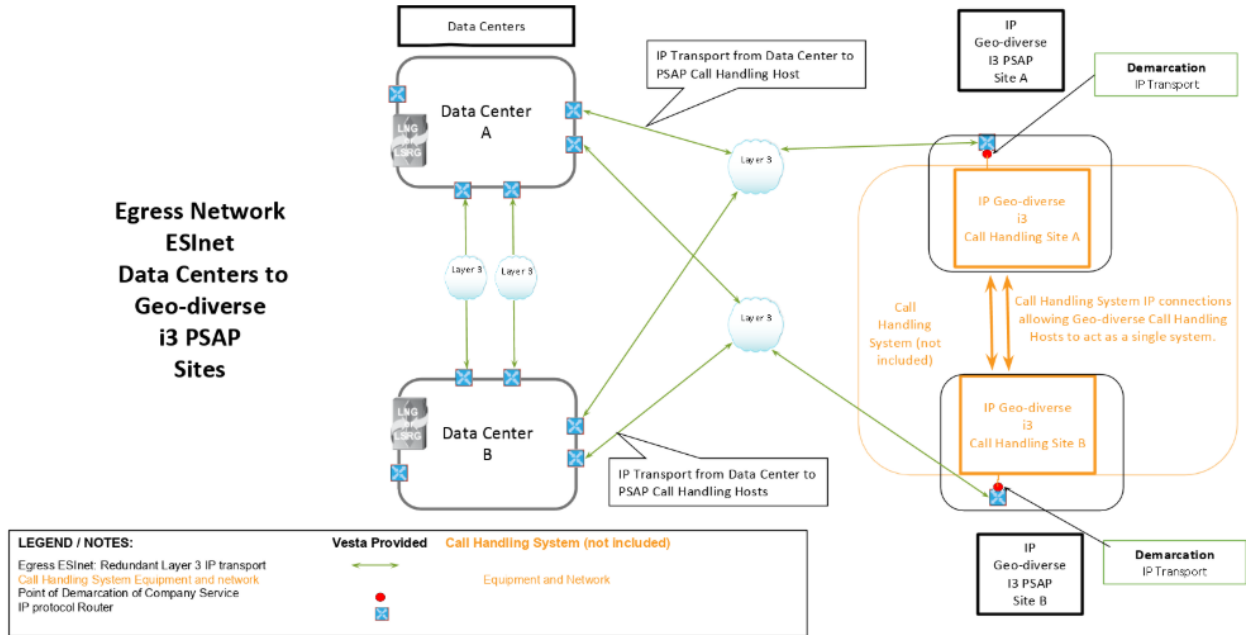 Data Centers
IP
Geo-diverse
I3 PSAP
Site A
IP Transport from Data Center to
PSAP Call Handling Host
Demarcation
IP Transport
Data Center
A
LNG
LSRG
Layer 3
Egress Network
ESInet
Data Centers to
Geo-diverse
i3 PSAP
Sites
IP Geo-diverse
i3
Call Handling Site A
Layer 3
Layer 3
Layer 3
Call
Handling
System (not
included)
Call Handling System IP connections
allowing Geo-diverse Call Handling
Hosts to act as a single system.
LNG
LSRG
Data Center
B
IP Geo-diverse
i3
Call Handling Site B
IP Transport from Data Center to
PSAP Call Handling Hosts
LEGEND / NOTES:
Vesta Provided
Call Handling System (not included)
Egress ESInet: Redundant Layer 3 IP transport
Call Handling System Equipment and network
Equipment and Network
Point of Demarcation of Company Service
IP protocol Router
IP
Geo-diverse
I3 PSAP
Site B
Demarcation
IP Transport